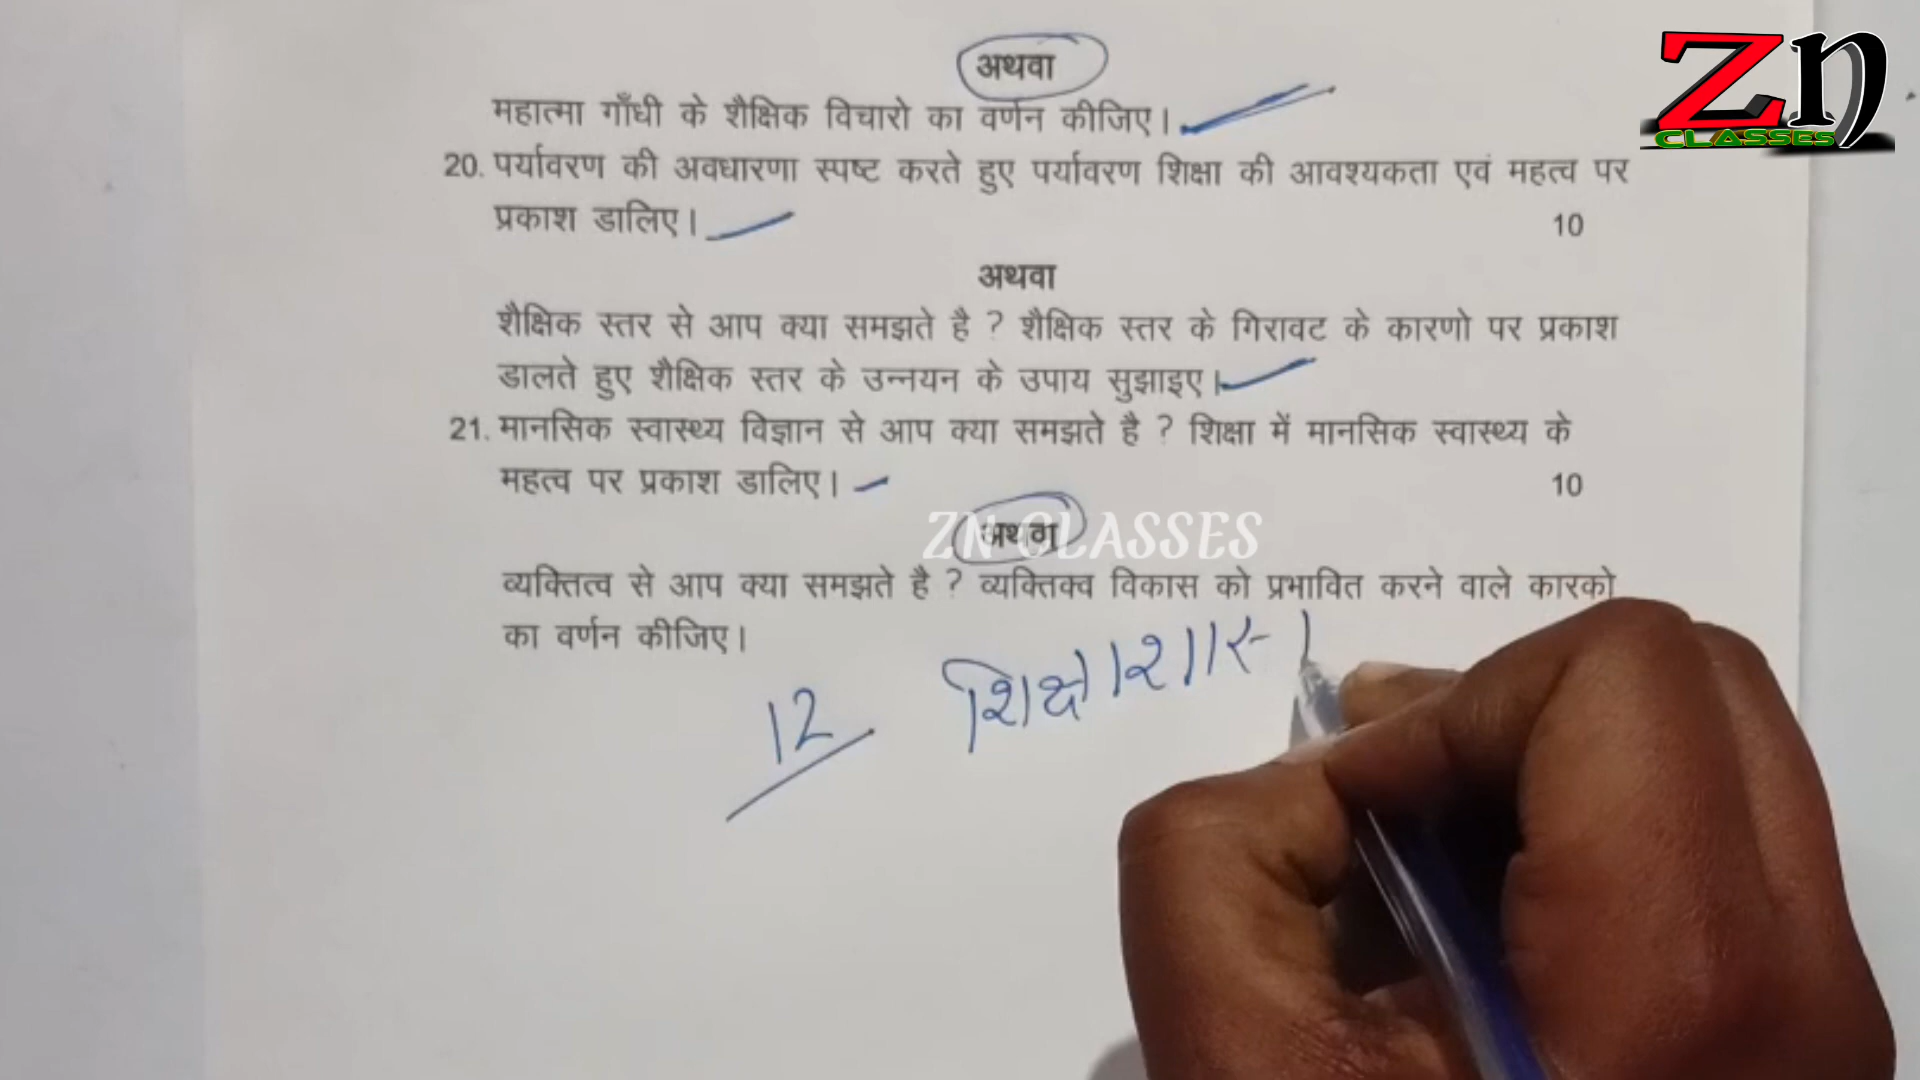 Zn
CLASSES
अथवा
महात्मा गाँधी के शैक्षिक विचारो का वर्णन कीजिए।
20. पर्यावरण की अवधारणा स्पष्ट करते हुए पर्यावरण शिक्षा की आवश्यकता एवं महत्व पर
प्रकाश डालिए। 10
अथवा
शैक्षिक स्तर से आप क्या समझते है ? शैक्षिक स्तर के गिरावट के कारणो पर प्रकाश
डालते हुए शैक्षिक स्तर के उन्नयन के उपाय सुझाइए।
21. मानसिक स्वास्थ्य विज्ञान से आप क्या समझते है ? शिक्षा में मानसिक स्वास्थ्य के
महत्व पर प्रकाश डालिए। 10
ZN CLASSES
अथवा
व्यक्तित्व से आप क्या समझते है ? व्यक्तिक्व विकास को प्रभावित करने वाले कारको
का वर्णन कीजिए।
12